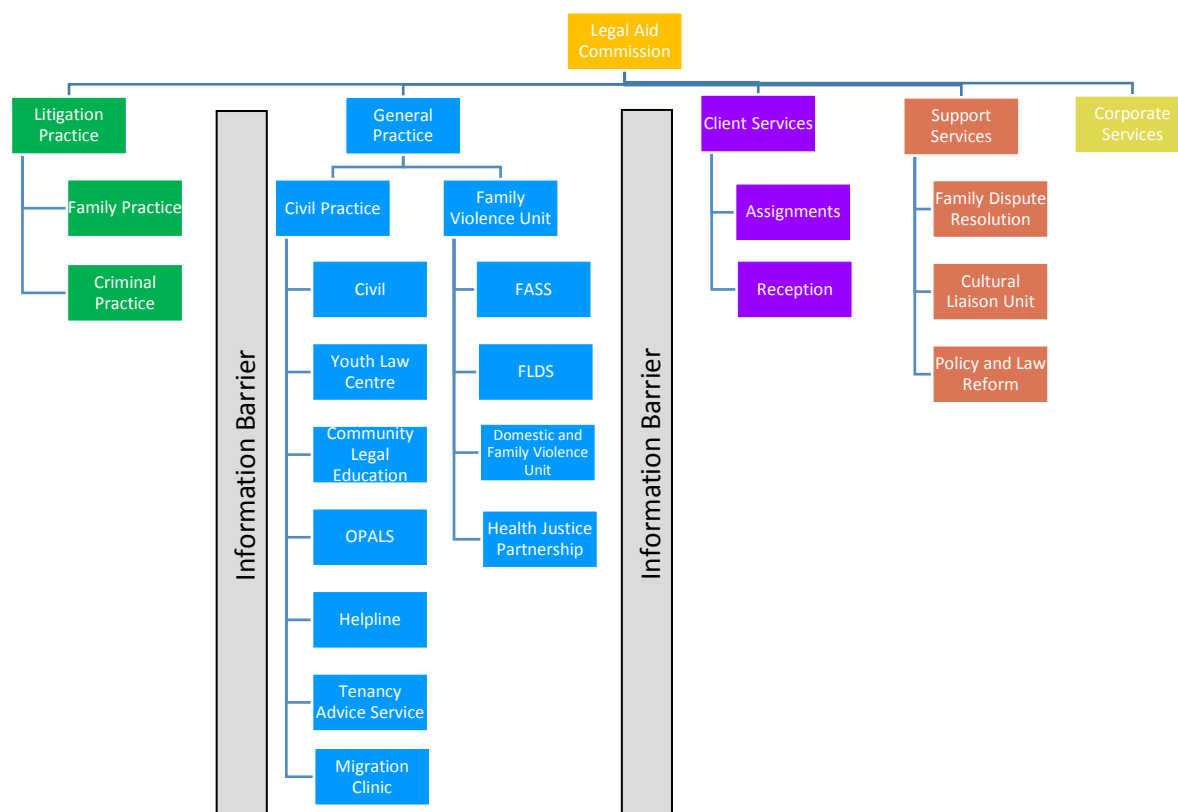 Legal Aid
Commission
Litigation
Practice
General
Practice
Client Services
Support
Services
Corporate
Services
Family Practice
Criminal
Practice
Information Barrier
Civil Practice
Family
Violence Unit
Civil
Youth Law
Centre
Community
Legal
Education
OPALS
Helpline
Tenancy
Advice Service
Migration
Clinic
FASS
FLDS
Domestic and
Family Violence
Unit
Health Justice
Partnership
Information Barrier
Assignments
Reception
Family Dispute
Resolution
Cultural
Liaison Unit
Policy and Law
Reform